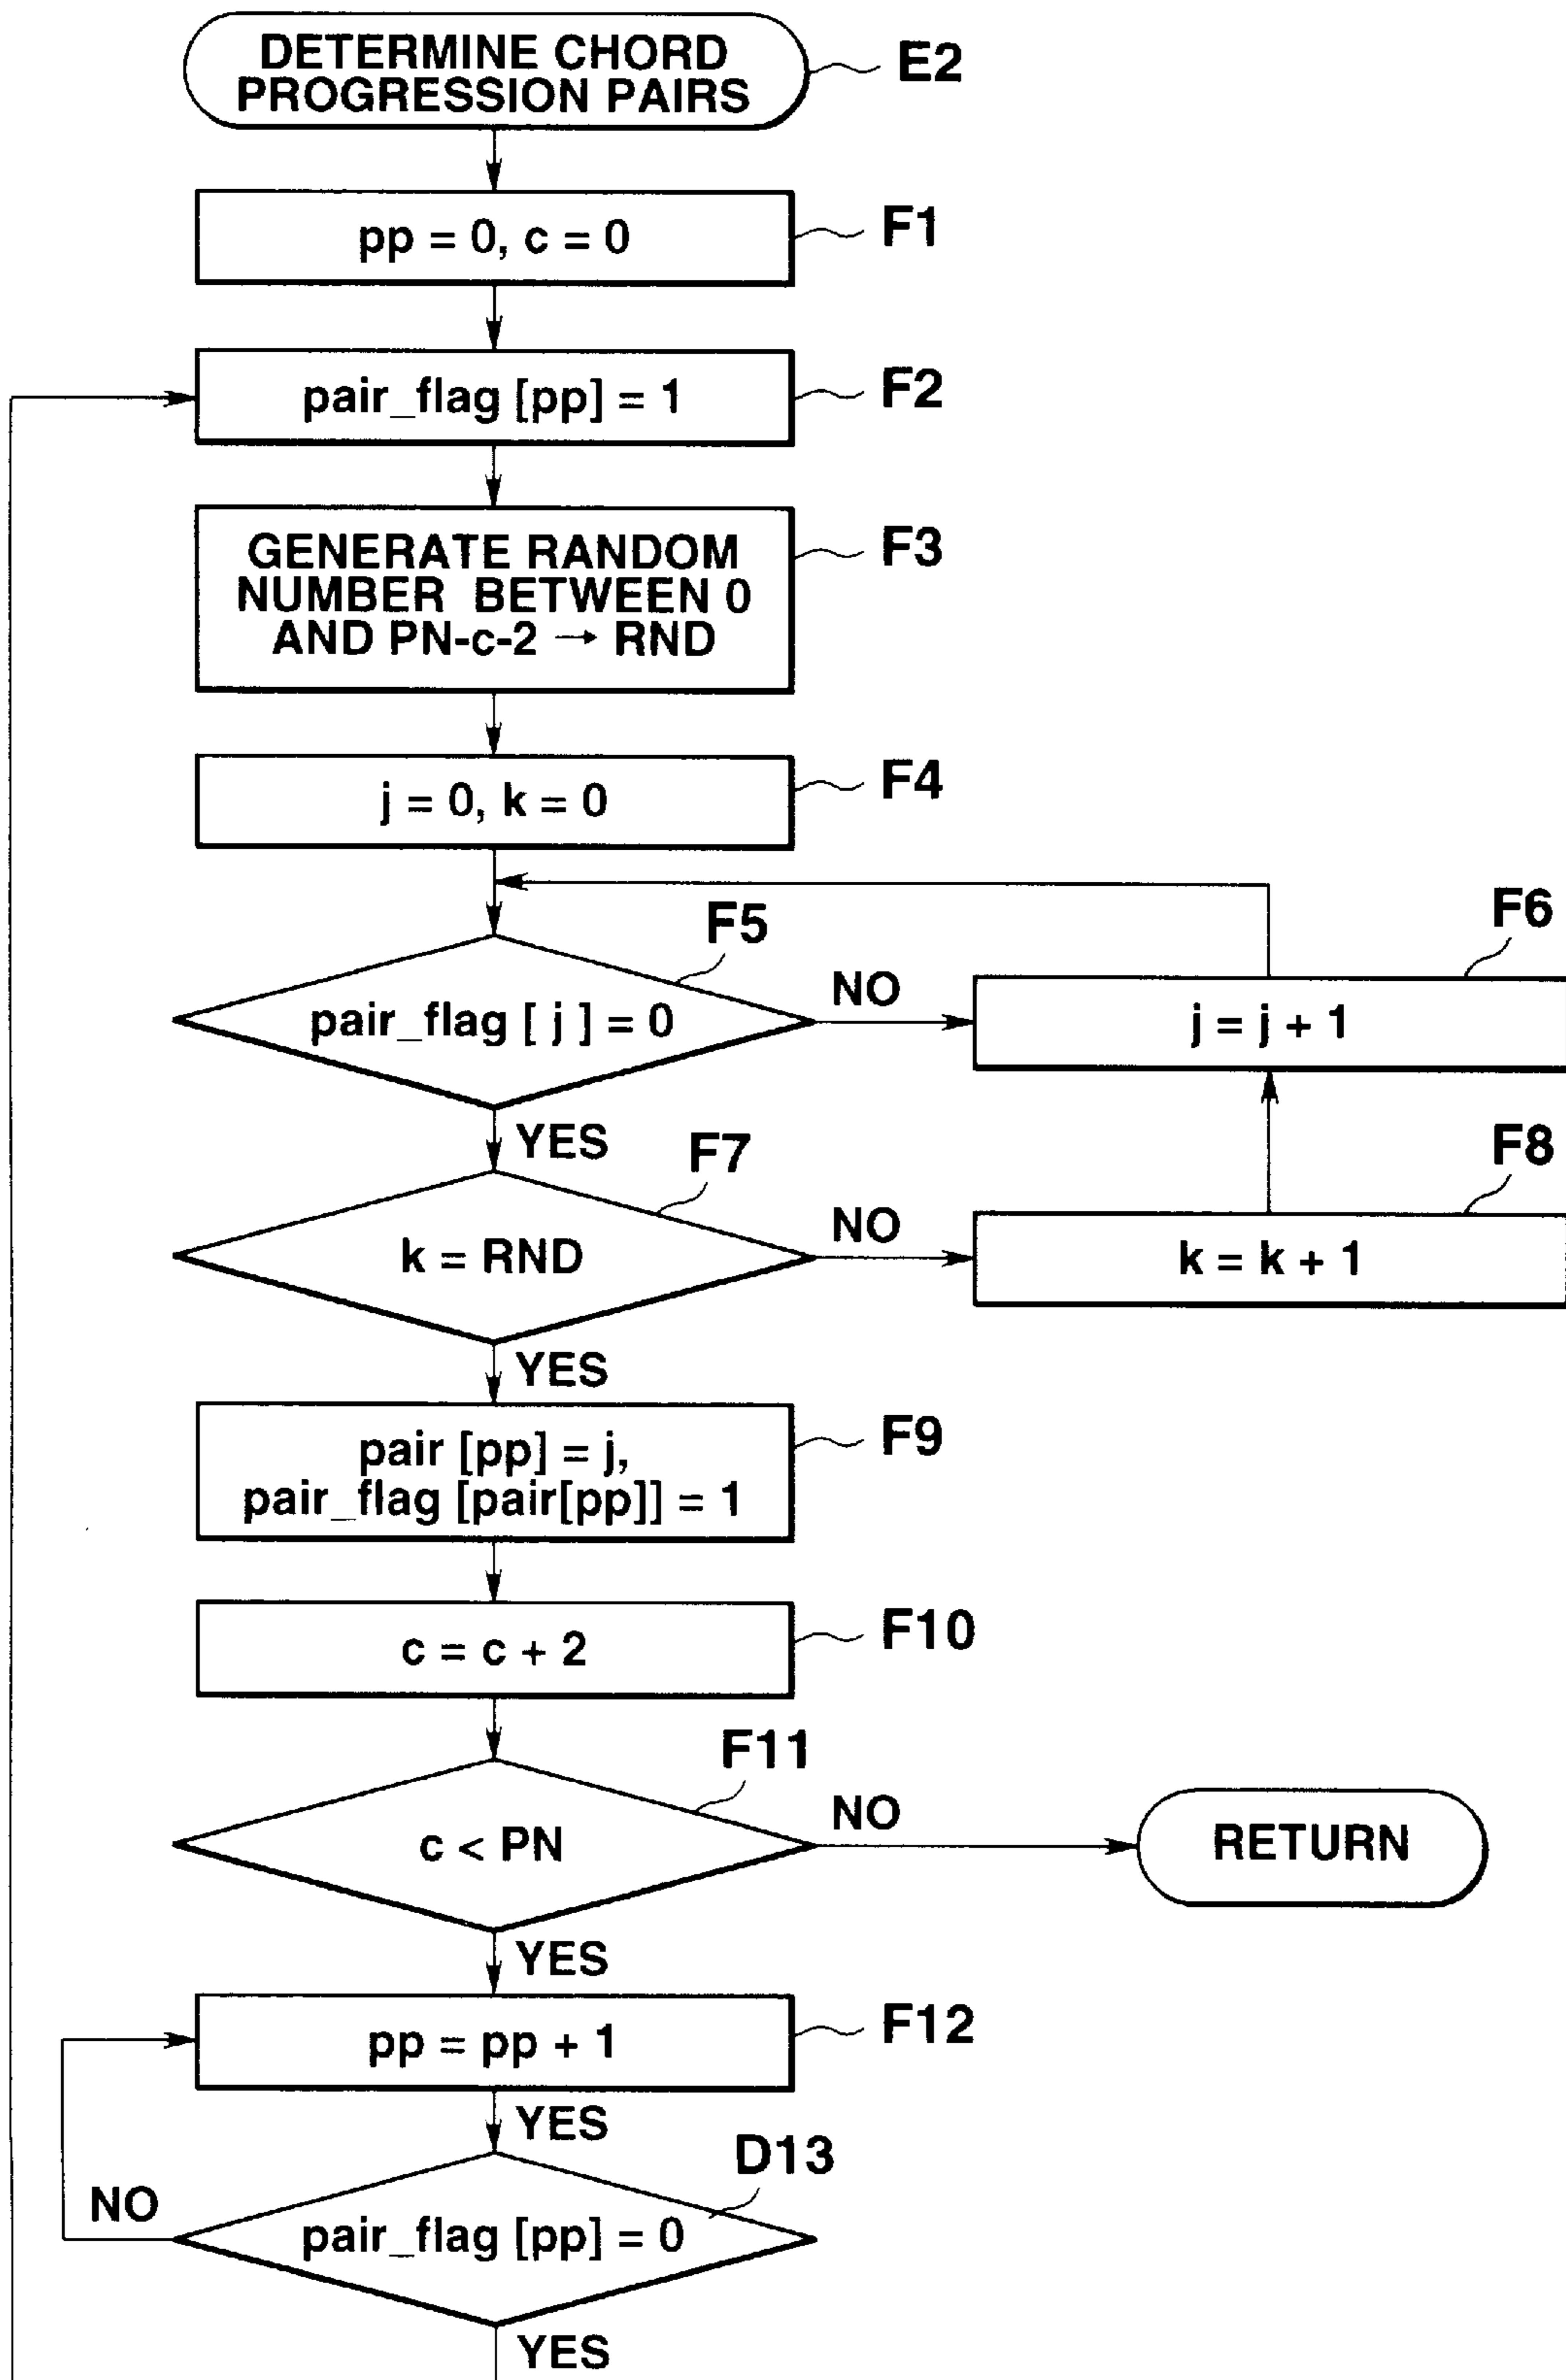 DETERMINE CHORD
PROGRESSION PAIRS
E2
pp = 0, c = 0
F1
pair_flag [pp] = 1
F2
GENERATE RANDOM
NUMBER BETWEEN 0
AND PN-c-2 → RND
F3
j = 0, k = 0
F4
F5
pair_flag [ j ] = 0
NO
F6
j = j + 1
YES
F7
k = RND
NO
F8
k = k + 1
YES
pair [pp] = j,
pair_flag [pair[pp]] = 1
F9
c = c + 2
F10
F11
c < PN
NO
RETURN
YES
pp = pp + 1
F12
YES
D13
NO
pair_flag [pp] = 0
YES